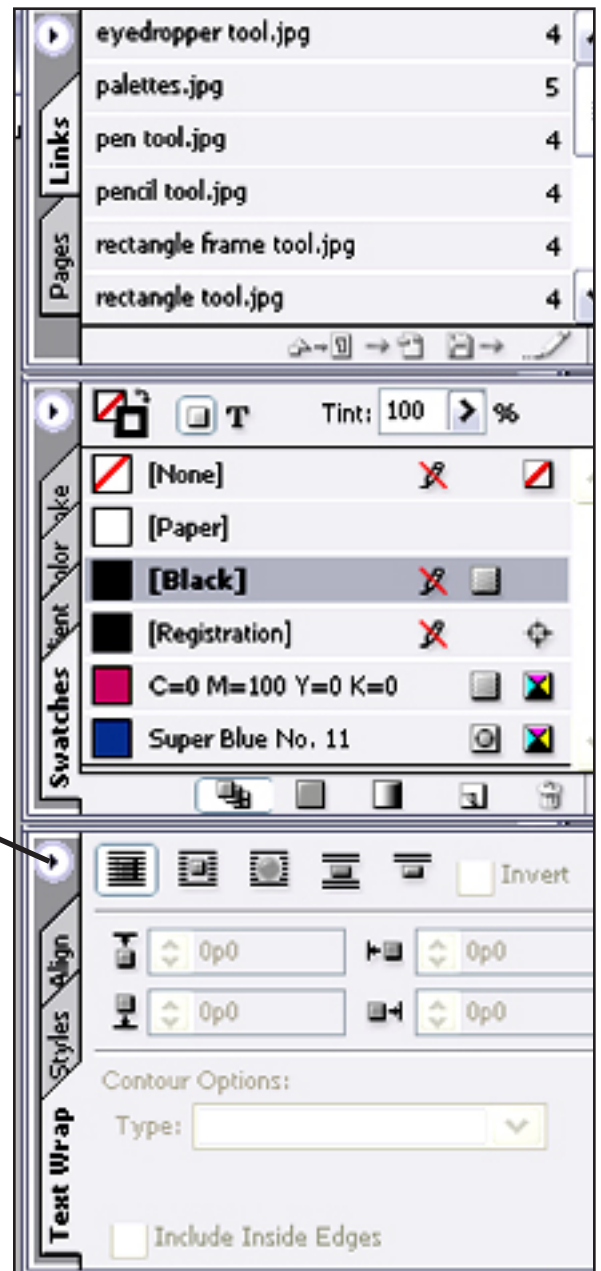 eyedropper tool.jpg 4
palettes.jpg 5
pen tool.jpg 4
pencil tool.jpg 4
rectangle frame tool.jpg 4
rectangle tool.jpg 4
Links
Pages
T Tint: 100 %
[None]
[Paper]
[Black]
[Registration]
C=0 M=100 Y=0 K=0
Super Blue No. 11
Swatches
Invert
0p0 0p0
0p0 0p0
Contour Options:
Type:
Include Inside Edges
Align
Styles
Text Wrap